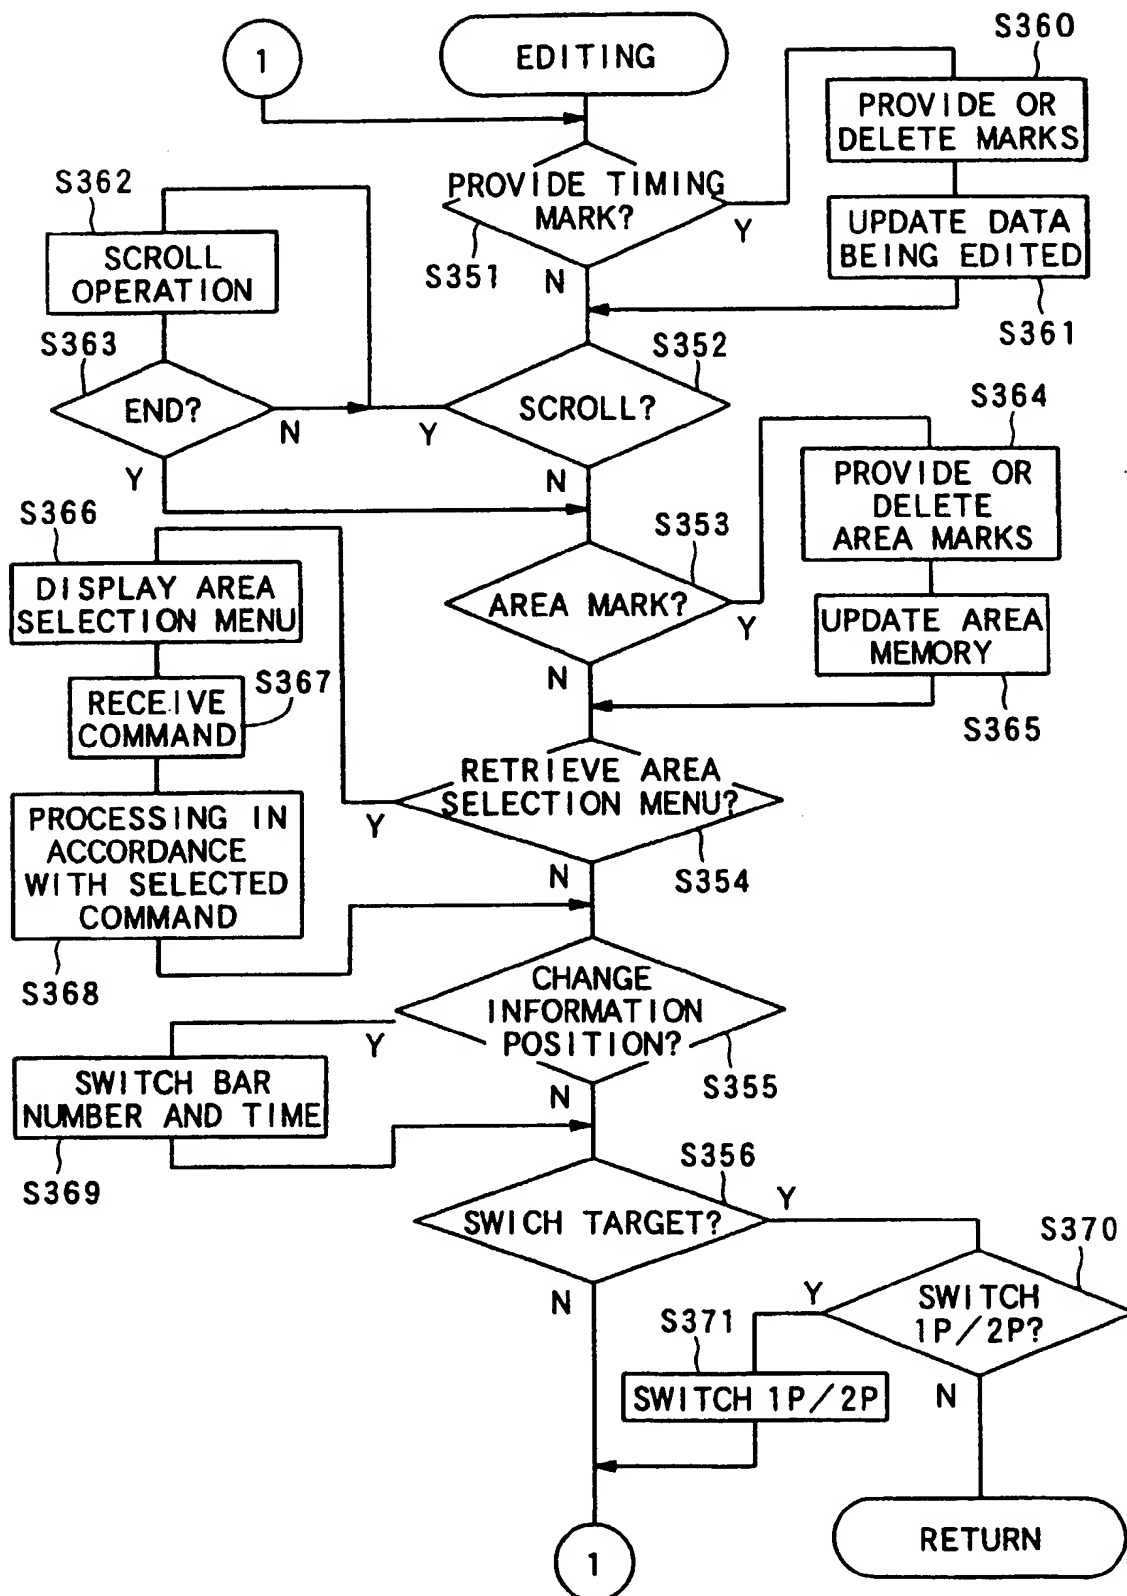 1
EDITING
S360
PROVIDE OR
DELETE MARKS
S362
PROVIDE TIMING
MARK?
Y
UPDATE DATA
BEING EDITED
SCROLL
OPERATION
S351
N
S361
S363
S352
END?
N
Y
SCROLL?
S364
Y
N
PROVIDE OR
DELETE
AREA MARKS
S366
S353
DISPLAY AREA
SELECTION MENU
AREA MARK?
Y
UPDATE AREA
MEMORY
S367
N
RECEIVE
COMMAND
S365
RETRIEVE AREA
SELECTION MENU?
Y
PROCESSING IN
ACCORDANCE
WITH SELECTED
COMMAND
N
S354
S368
CHANGE
INFORMATION
POSITION?
Y
S355
SWITCH BAR
NUMBER AND TIME
N
S369
S356
SWICH TARGET?
Y
S370
N
Y
SWITCH
1P/2P?
S371
SWITCH 1P/2P
N
RETURN
1